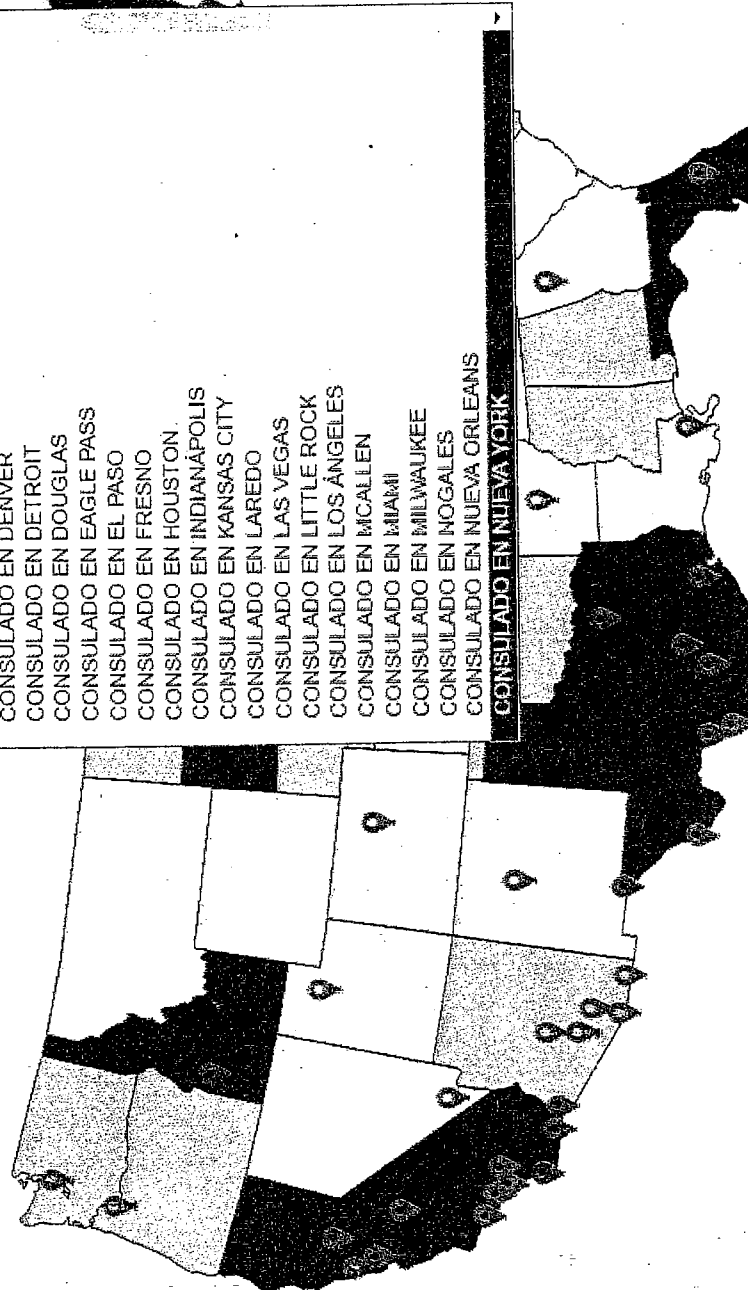 CONSULADO EN DENVER
CONSULADO EN DETROIT
CONSULADO EN DOUGLAS
CONSULADO EN EAGLE PASS
CONSULADO EN EL PASO
CONSULADO EN FRESNO
CONSULADO EN HOUSTON
CONSULADO EN INDIANÁPOLIS
CONSULADO EN KANSAS CITY
CONSULADO EN LAREDO
CONSULADO EN LAS VEGAS
CONSULADO EN LITTLE ROCK
CONSULADO EN LOS ÁNGELES
CONSULADO EN MCALLEN
CONSULADO EN MIAMI
CONSULADO EN MILWAUKEE
CONSULADO EN NOGALES
CONSULADO EN NUEVA ORLEANS
CONSULADO EN NUEVA YORK